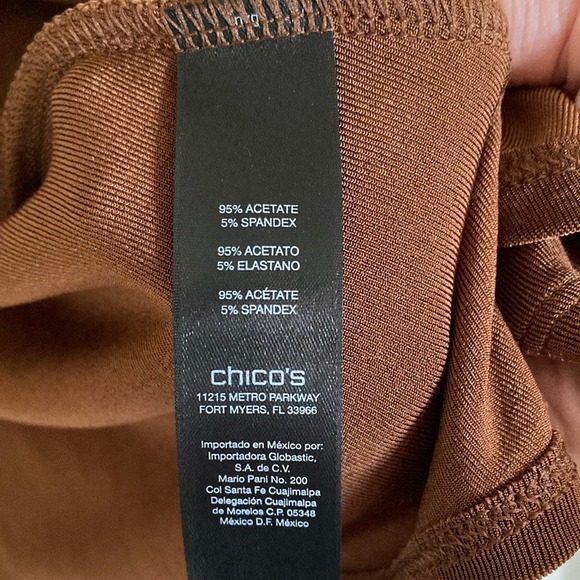 95% ACETATE
5% SPANDEX
95% ACETATO
5% ELASTANO
95% ACÉTATE
5% SPANDEX
chico's
11215 METRO PARKWAY
FORT MYERS, FL 33966
Importado en México por:
Importadora Globastic,
S.A. de C.V.
Mario Pani No. 200
Col Santa Fe Cuajimalpa
Delegación Cuajimalpa
de Morelos C.P. 05348
México D.F. México